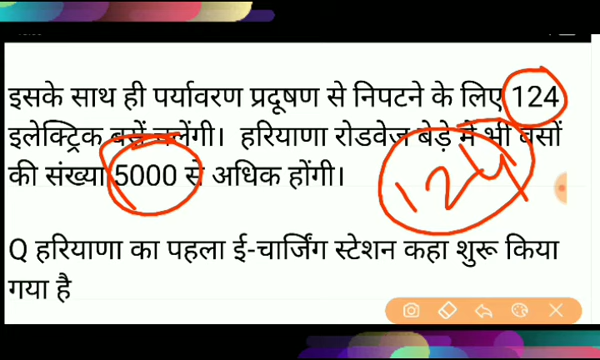 इसके साथ ही पर्यावरण प्रदूषण से निपटने के लिए 124
इलेक्ट्रिक बसें चलेंगी। हरियाणा रोडवेज बेड़े में भी बसों
की संख्या 5000 से अधिक होंगी।
124
Q हरियाणा का पहला ई-चार्जिंग स्टेशन कहा शुरू किया
गया है